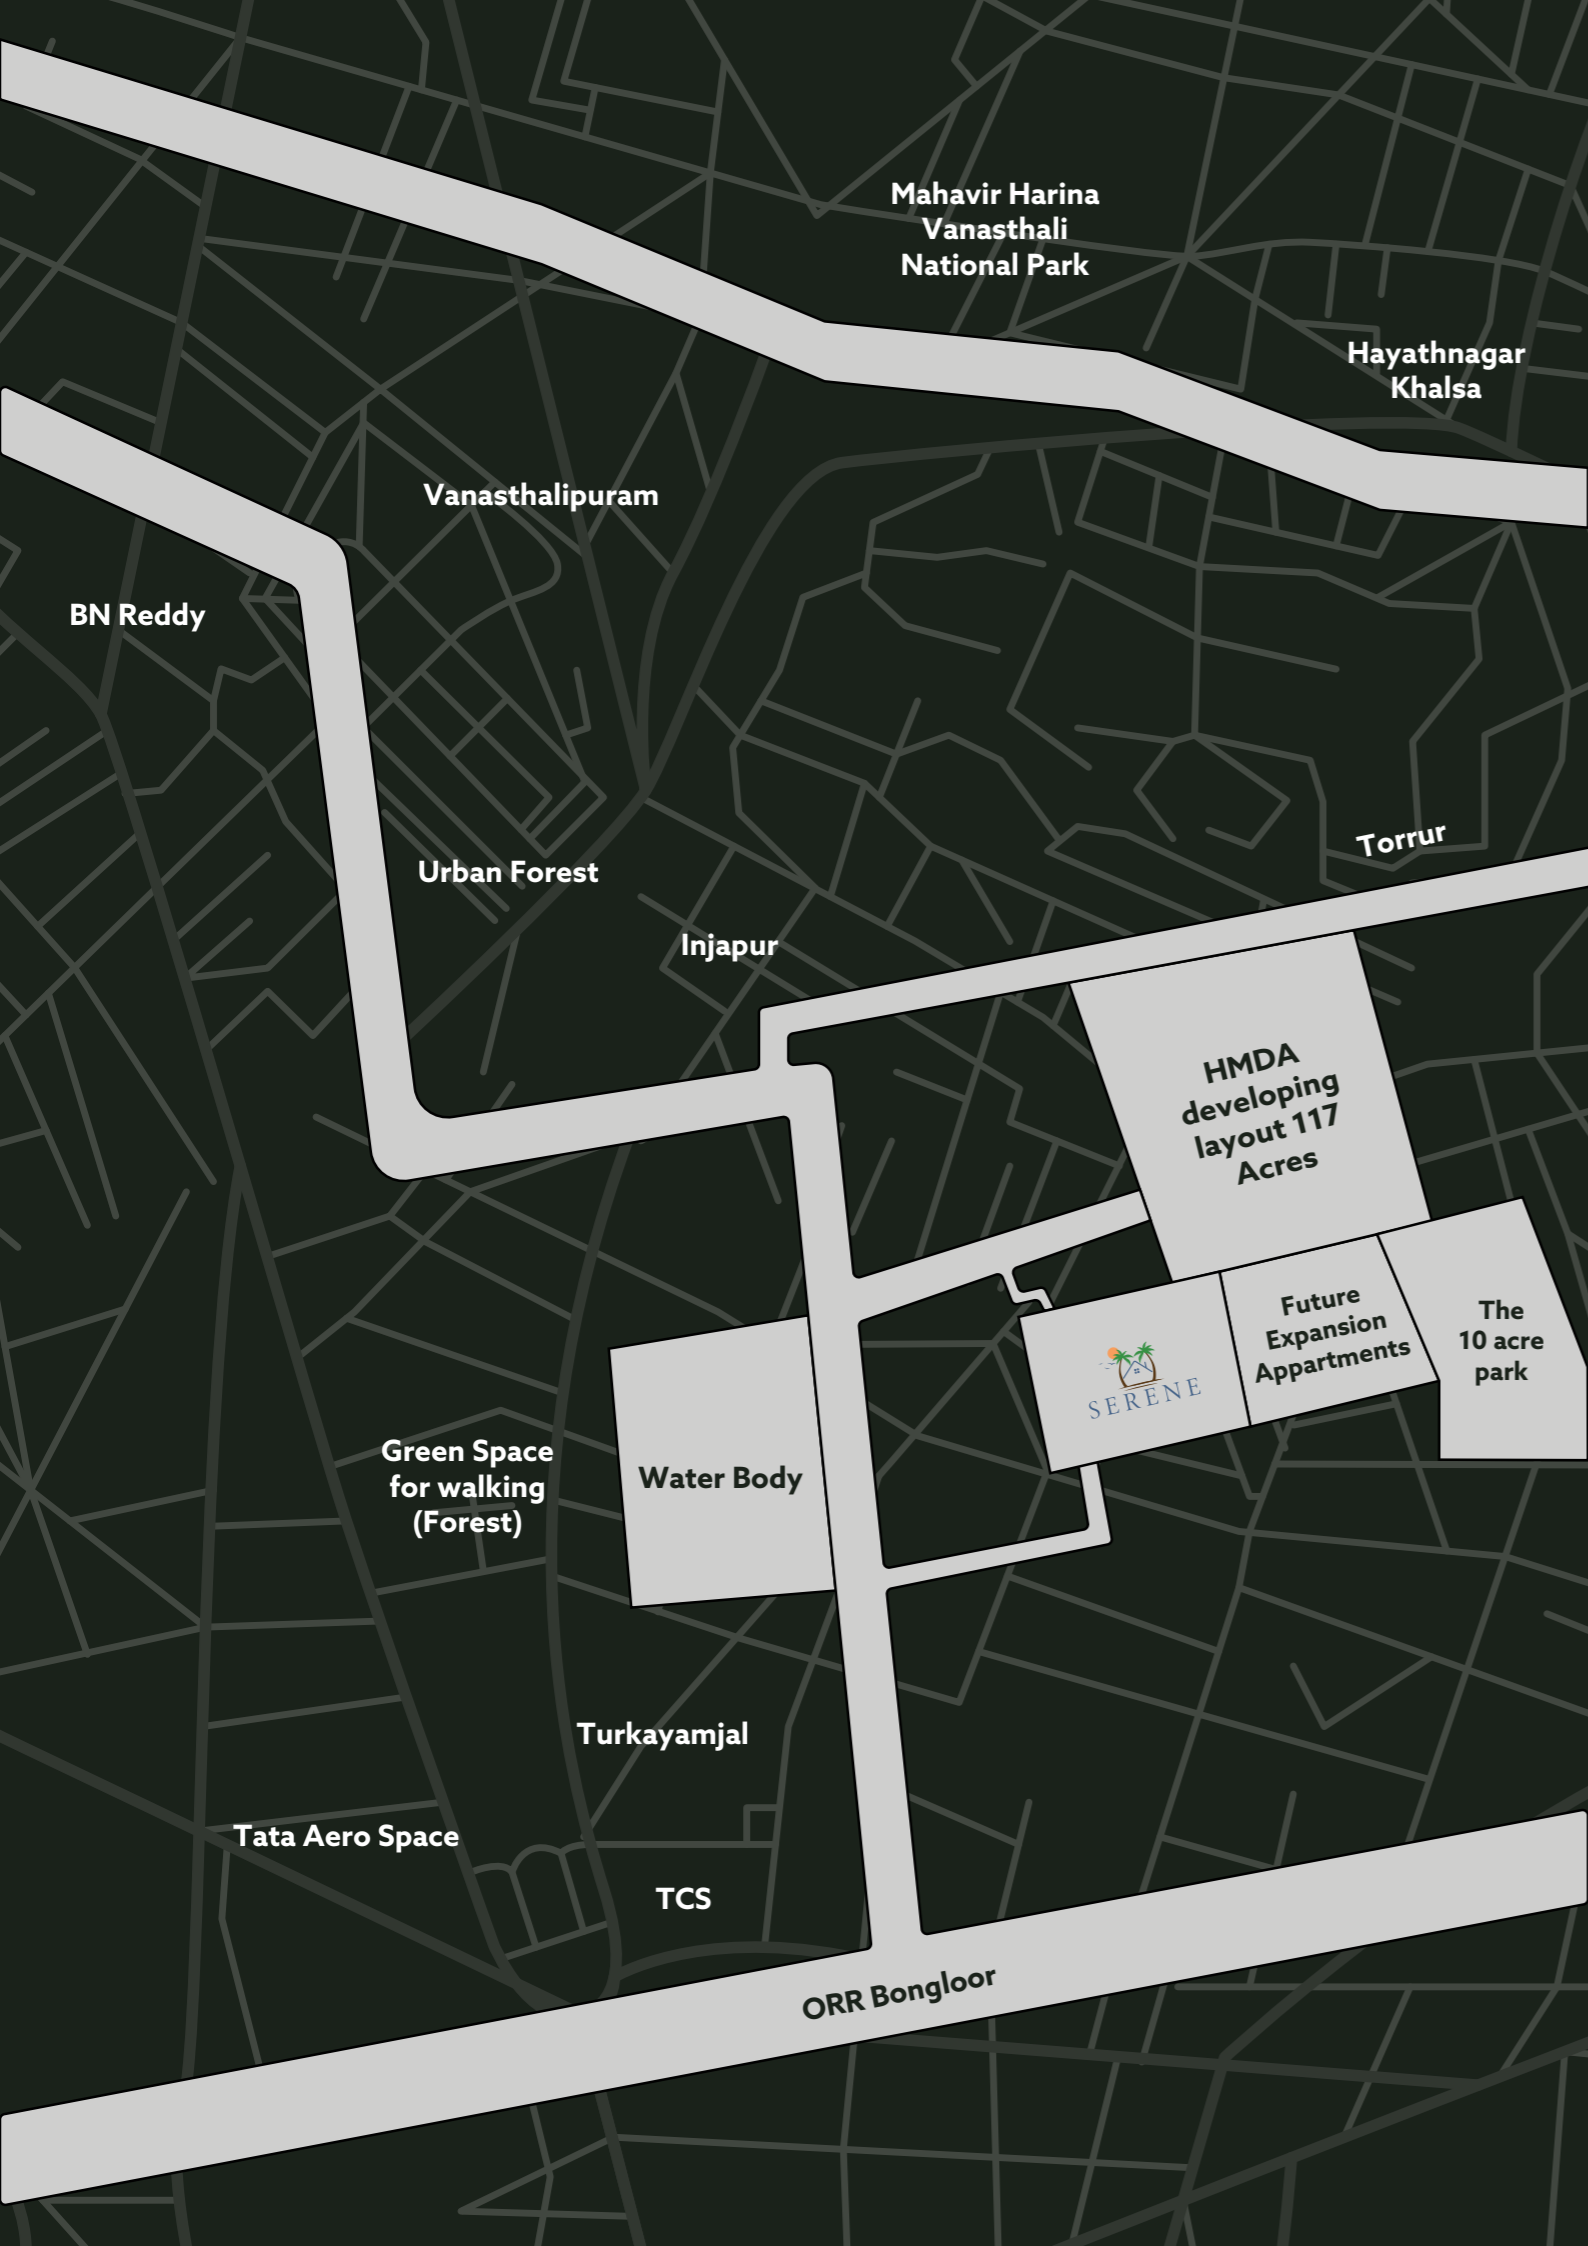 Mahavir Harina
Vanasthali
National Park
Hayathnagar
Khalsa
Vanasthalipuram
BN Reddy
Torrur
Urban Forest
Injapur
HMDA
developing
layout 117
Acres
Future
Expansion
Appartments
The
10 acre
park
SERENE
Green Space
for walking
(Forest)
Water Body
Turkayamjal
Tata Aero Space
TCS
ORR Bongloor